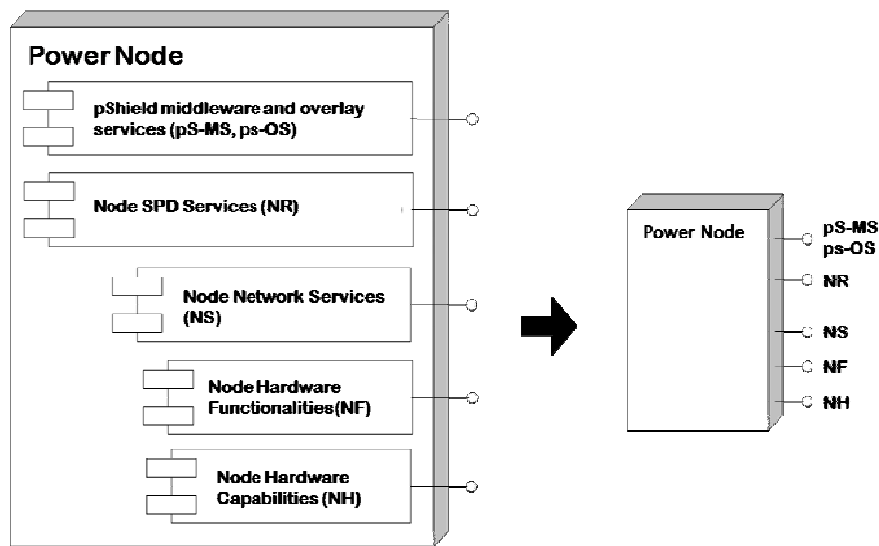 Power Node
pShield middleware and overlay
services (pS-MS, ps-OS)
Node SPD Services (NR)
Node Network Services
(NS)
Node Hardware
Functionalities (NF)
Node Hardware
Capabilities (NH)
Power Node
pS-MS
ps-OS
NR
NS
NF
NH